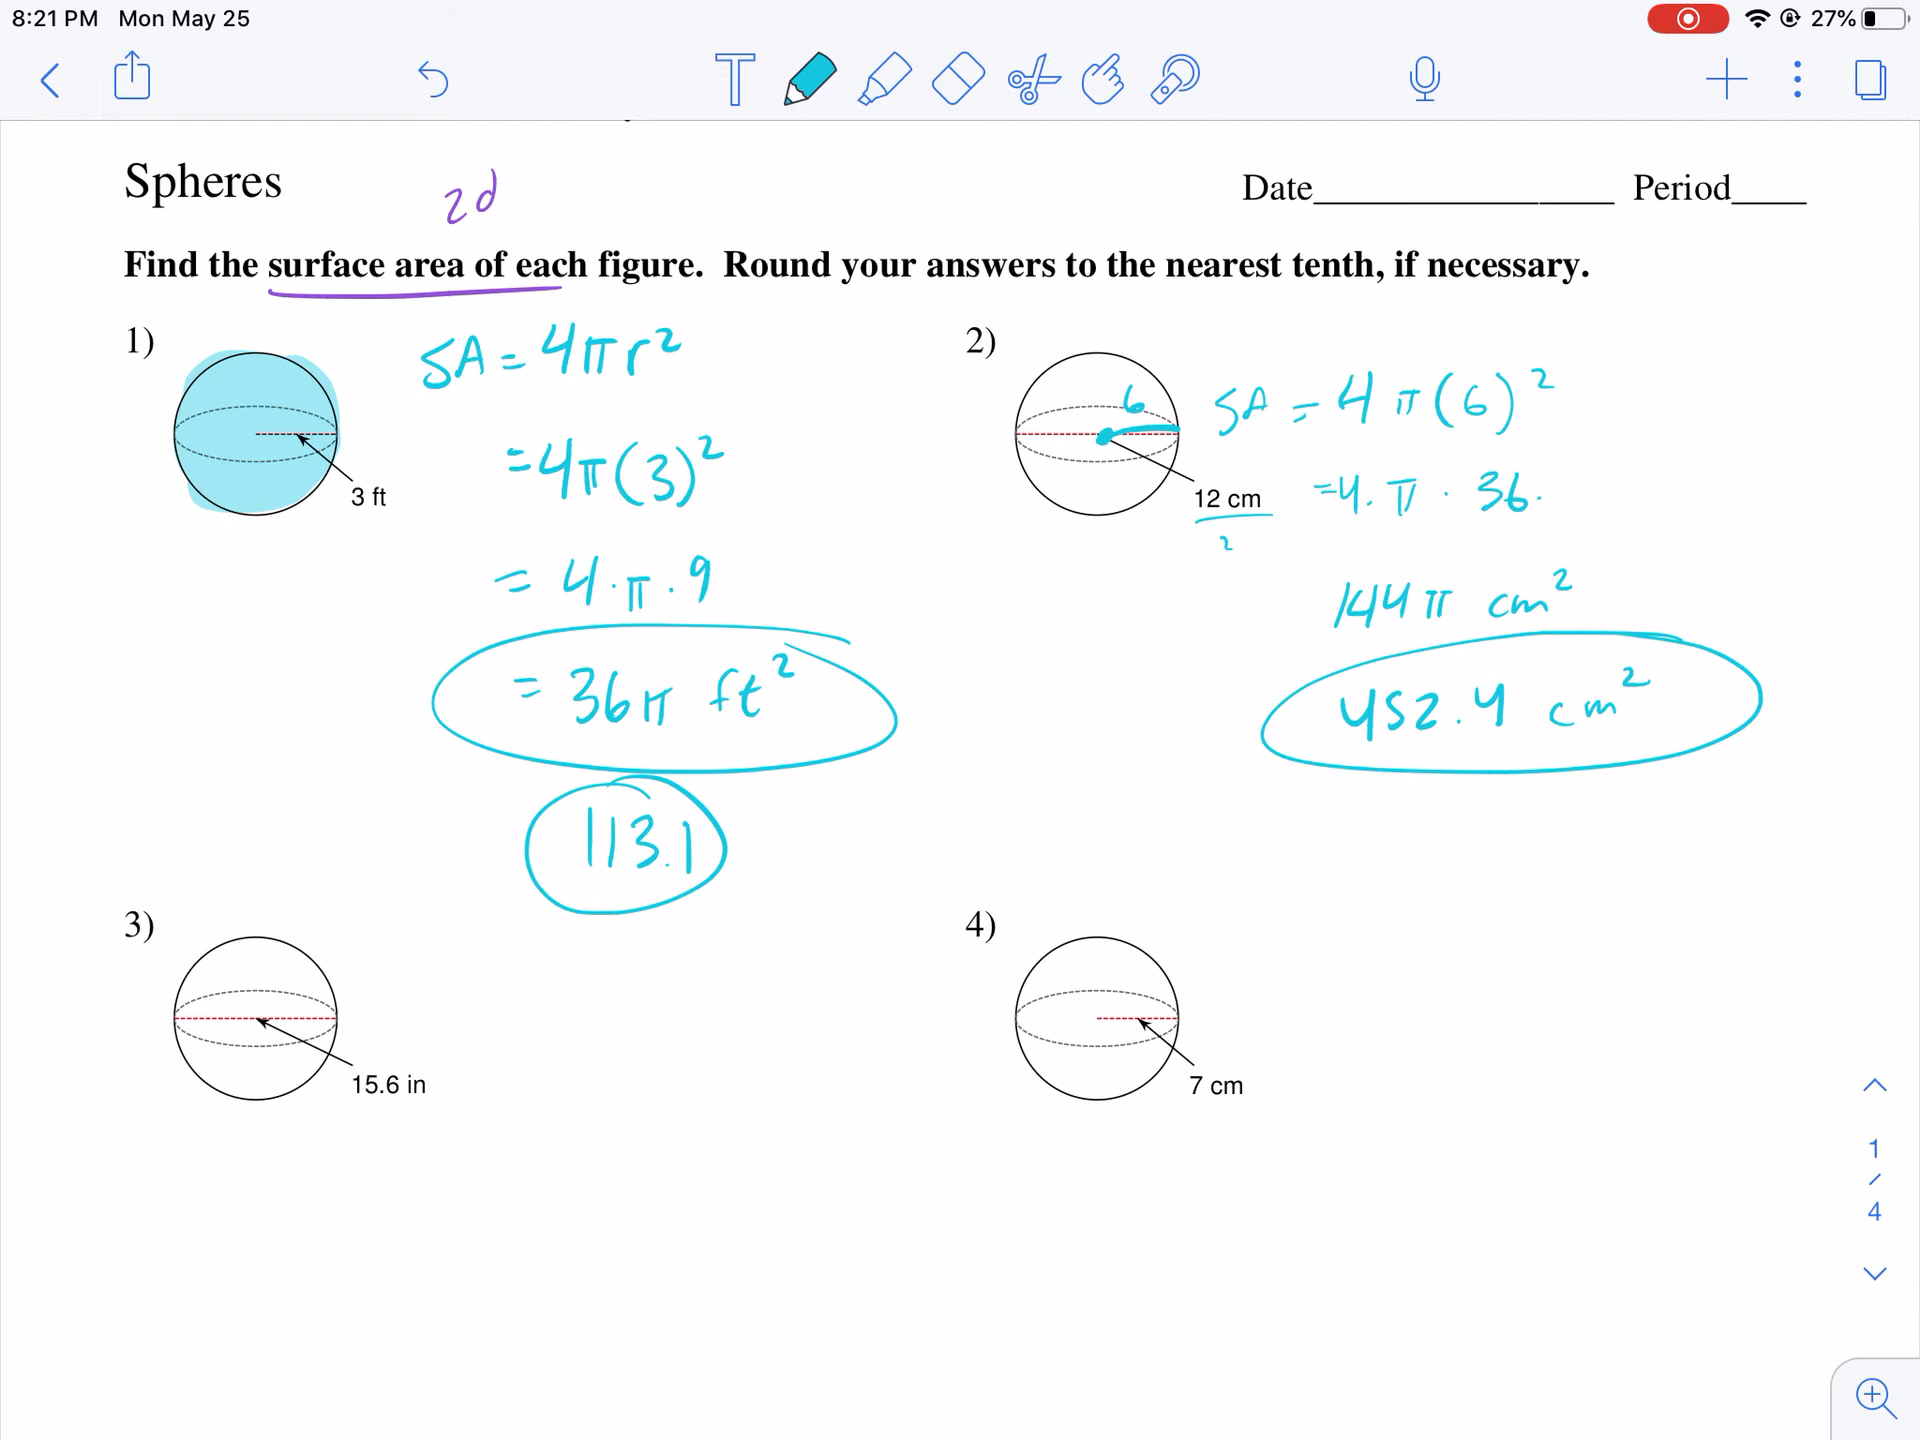 8:21 PM Mon May 25
27%
T
Spheres
2d
Date________________ Period____
Find the surface area of each figure. Round your answers to the nearest tenth, if necessary.
1)
3 ft
SA = 4πr²
=4π(3)²
= 4·π·9
= 36π ft²
113.1
2)
6
12 cm
2
SA = 4π(6)²
=4·π·36.
144π cm²
452.4 cm²
3)
15.6 in
4)
7 cm
1
/
4